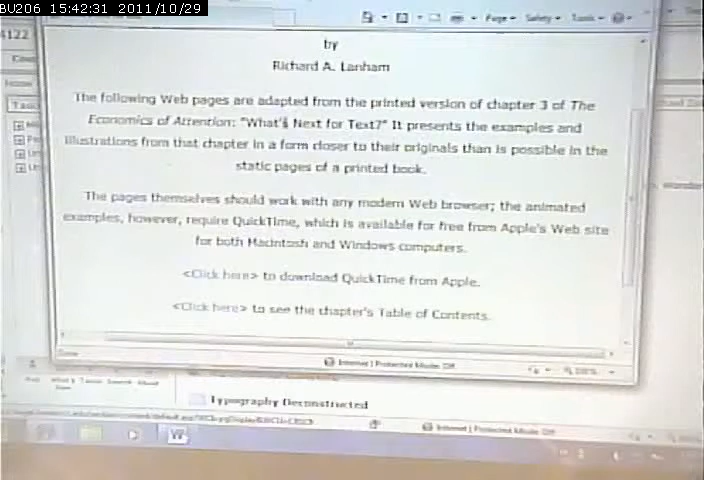 BU206 15:42:31 2011/10/29
Page Safety Tools
by
Richard A. Lanham
The following Web pages are adapted from the printed version of chapter 3 of The
Economics of Attention: "What's Next for Text?" It presents the examples and
illustrations from that chapter in a form closer to their originals than is possible in the
static pages of a printed book.
The pages themselves should work with any modern Web browser; the animated
examples, however, require QuickTime, which is available for free from Apple's Web site
for both Macintosh and Windows computers.
<Click here> to download QuickTime from Apple.
<Click here> to see the chapter's Table of Contents.
Done
Internet | Protected Mode: Off
100%
Typography Deconstructed
Internet | Protected Mode: Off